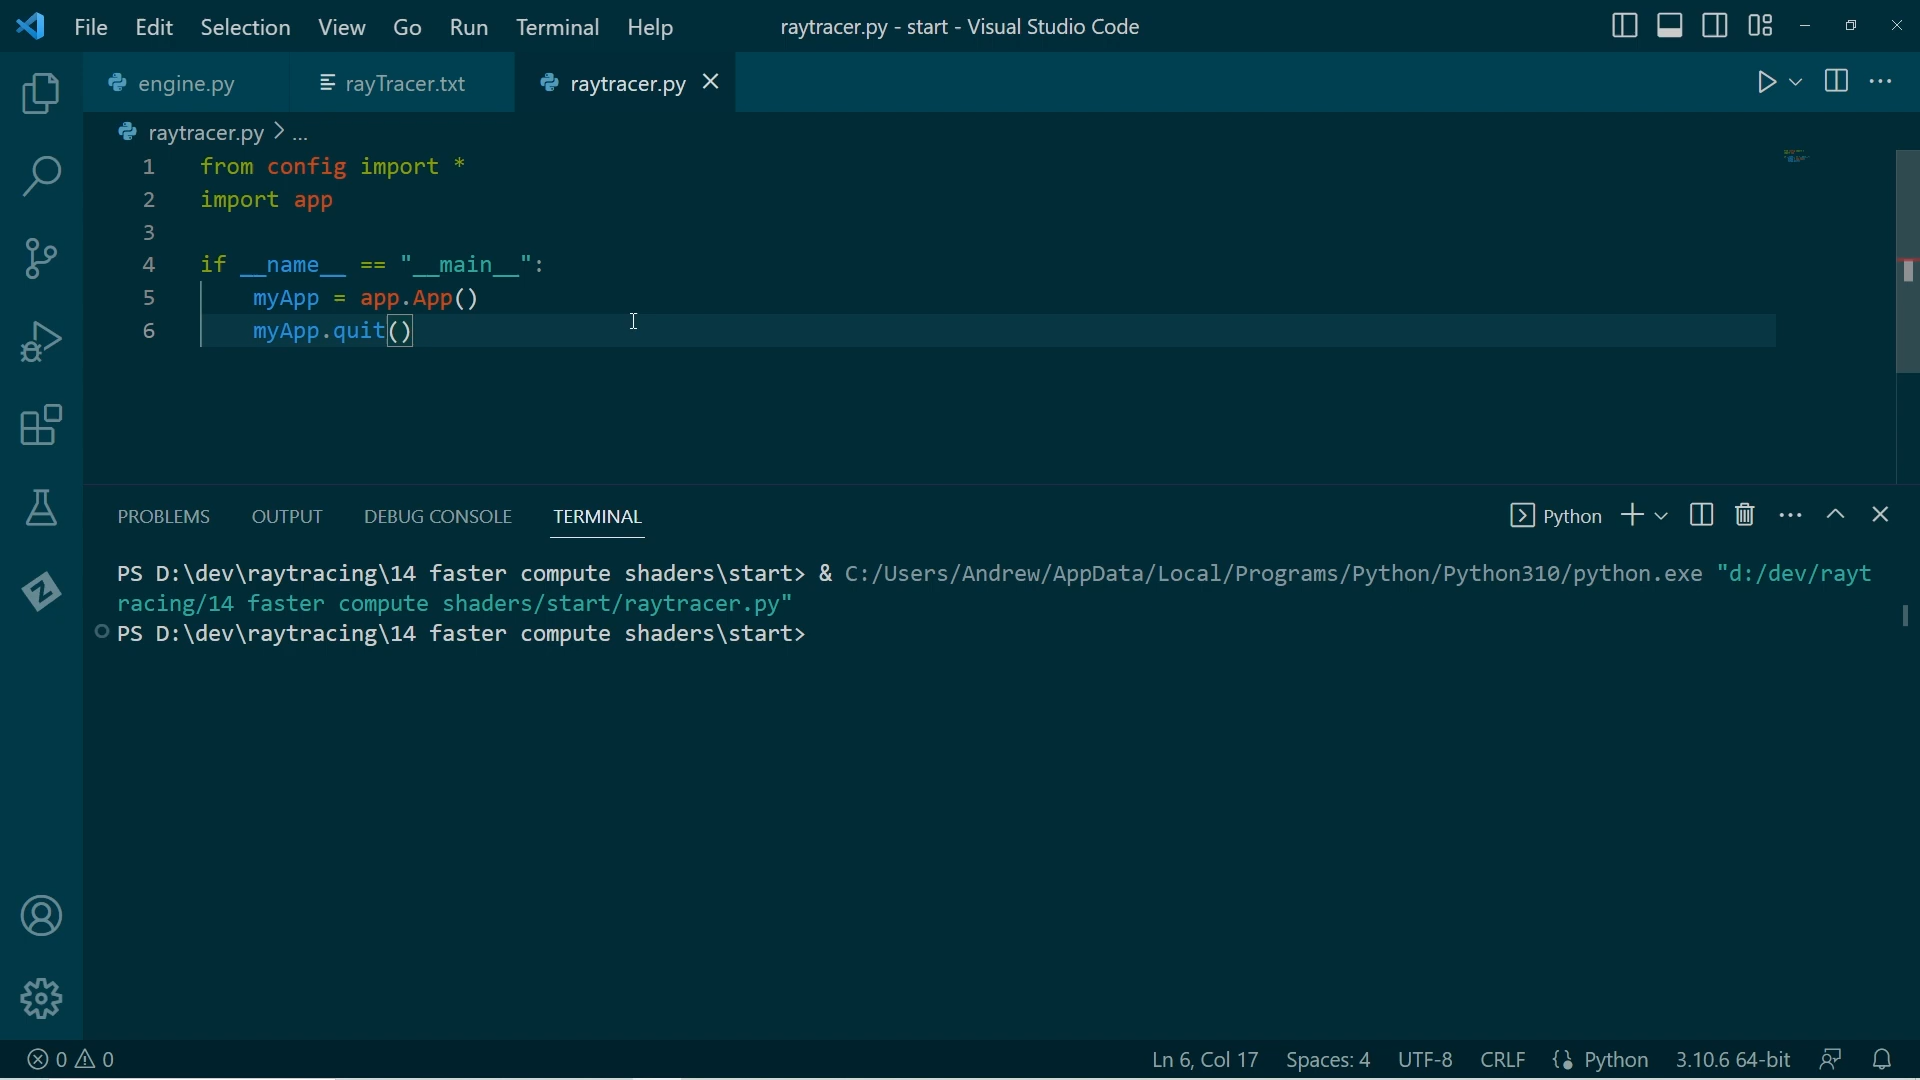 File Edit Selection View Go Run Terminal Help raytracer.py - start - Visual Studio Code
engine.py rayTracer.txt raytracer.py
raytracer.py > ...
1 from config import *
2 import app
3
4 if __name__ == "__main__":
5 myApp = app.App()
6 myApp.quit()
PROBLEMS OUTPUT DEBUG CONSOLE TERMINAL Python
PS D:\dev\raytracing\14 faster compute shaders\start> & C:/Users/Andrew/AppData/Local/Programs/Python/Python310/python.exe "d:/dev/rayt
racing/14 faster compute shaders/start/raytracer.py"
PS D:\dev\raytracing\14 faster compute shaders\start>
0 0 Ln 6, Col 17 Spaces: 4 UTF-8 CRLF {} Python 3.10.6 64-bit